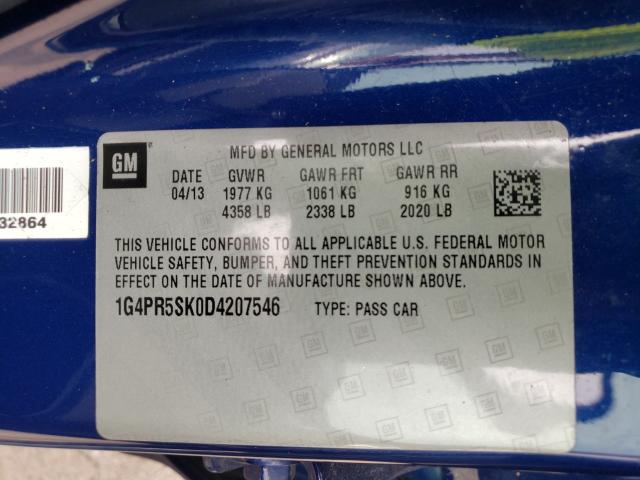 GM
MFD BY GENERAL MOTORS LLC
DATE GVWR GAWR FRT GAWR RR
04/13 1977 KG 1061 KG 916 KG
4358 LB 2338 LB 2020 LB
32864
THIS VEHICLE CONFORMS TO ALL APPLICABLE U.S. FEDERAL MOTOR
VEHICLE SAFETY, BUMPER, AND THEFT PREVENTION STANDARDS IN
EFFECT ON THE DATE OF MANUFACTURE SHOWN ABOVE.
1G4PR5SK0D4207546 TYPE: PASS CAR